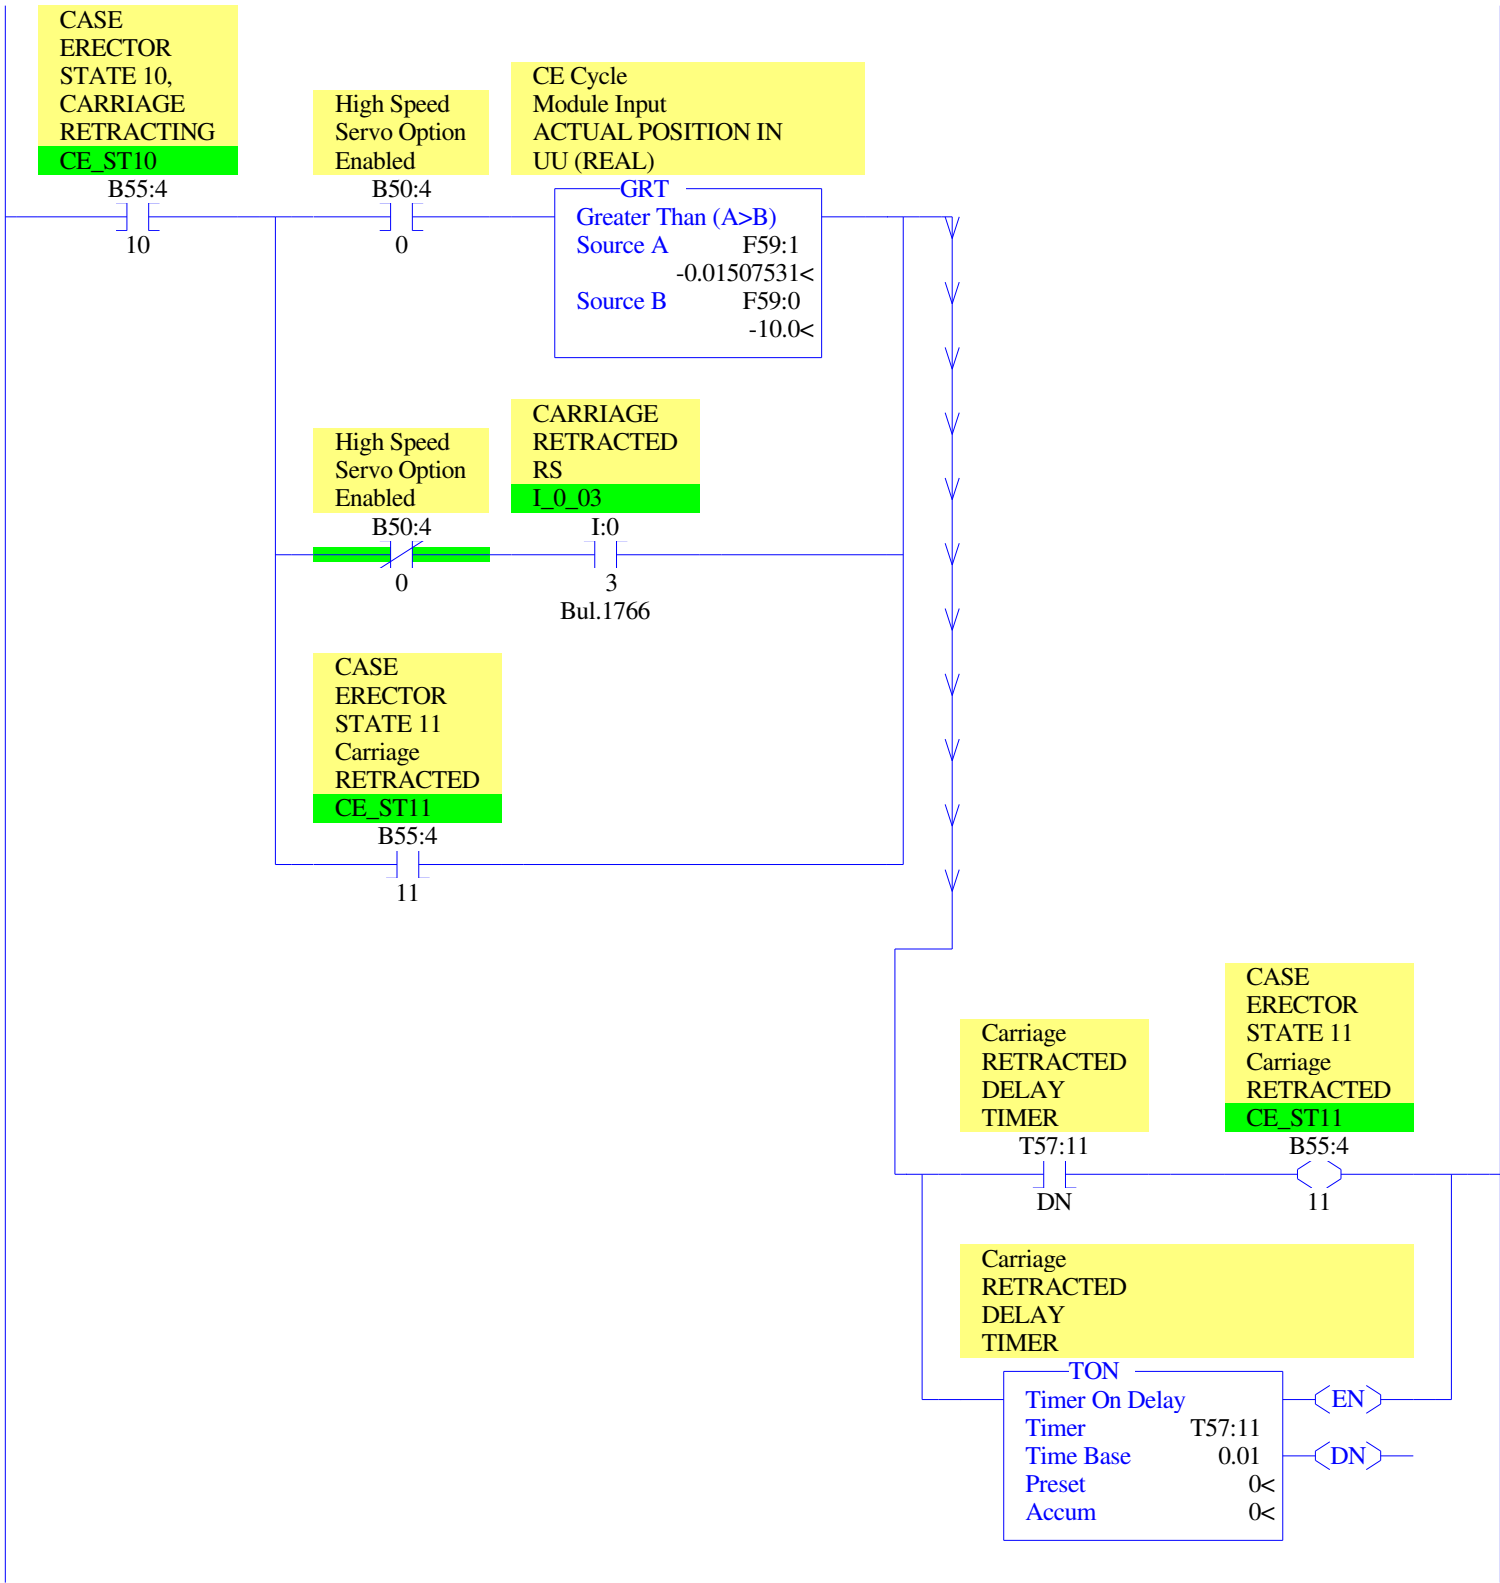 CASE
ERECTOR
STATE 10,
CARRIAGE
RETRACTING
CE_ST10
B55:4
10
High Speed
Servo Option
Enabled
B50:4
0
CE Cycle
Module Input
ACTUAL POSITION IN
UU (REAL)
GRT
Greater Than (A>B)
Source A F59:1
-0.01507531<
Source B F59:0
-10.0<
High Speed
Servo Option
Enabled
B50:4
0
CARRIAGE
RETRACTED
RS
I_0_03
I:0
3
Bul.1766
CASE
ERECTOR
STATE 11
Carriage
RETRACTED
CE_ST11
B55:4
11
Carriage
RETRACTED
DELAY
TIMER
T57:11
DN
CASE
ERECTOR
STATE 11
Carriage
RETRACTED
CE_ST11
B55:4
11
Carriage
RETRACTED
DELAY
TIMER
TON
Timer On Delay
Timer T57:11
Time Base 0.01
Preset 0<
Accum 0<
EN
DN